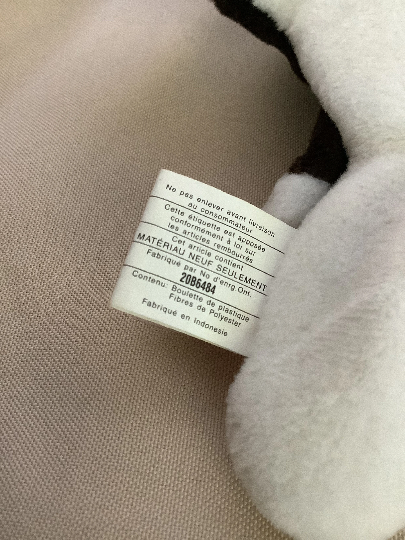 Ne pas enlever avant livraison
au consommateur
Cette étiquette est apposée
conformément à loi sur
les articles rembourrés
Cet article contient
MATÉRIAU NEUF SEULEMENT
Fabriqué par No d'enrg.Ont.
20B6484
Contenu: Boulette de plastique
Fibres de Polyester
Fabriqué en Indonesie